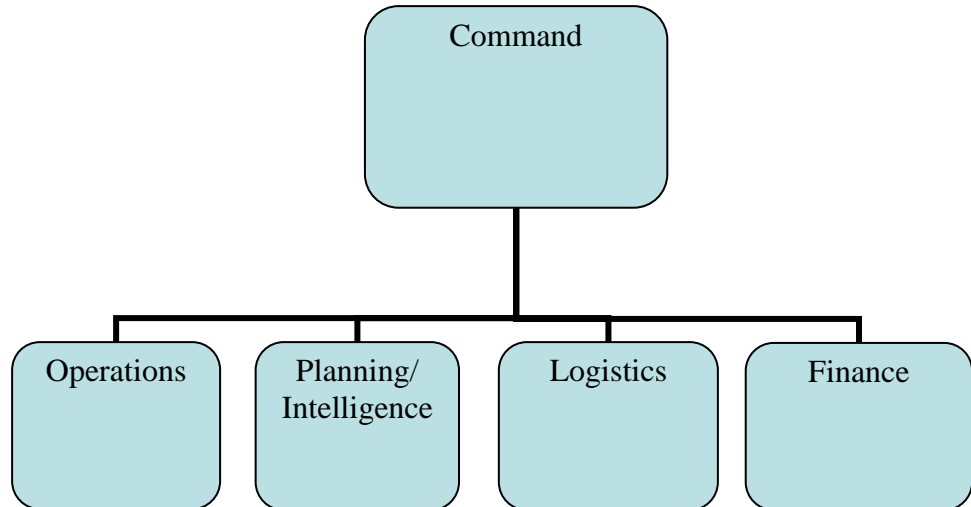 Command
Operations
Planning/
Intelligence
Logistics
Finance